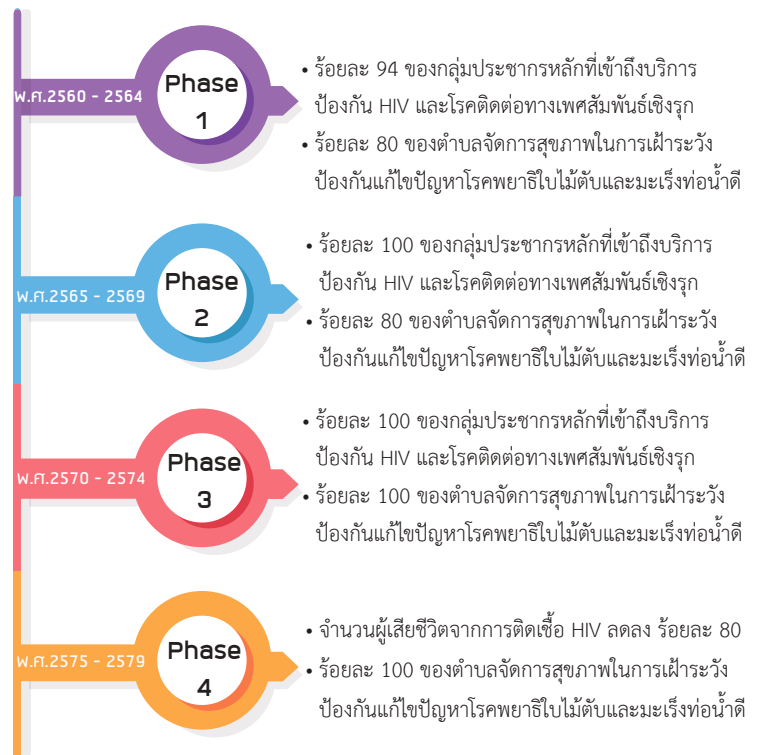 พ.ศ.2560 - 2564
Phase
1
• ร้อยละ 94 ของกลุ่มประชากรหลักที่เข้าถึงบริการ
ป้องกัน HIV และโรคติดต่อทางเพศสัมพันธ์เชิงรุก
• ร้อยละ 80 ของตำบลจัดการสุขภาพในการเฝ้าระวัง
ป้องกันแก้ไขปัญหาโรคพยาธิใบไม้ตับและมะเร็งท่อน้ำดี
พ.ศ.2565 - 2569
Phase
2
• ร้อยละ 100 ของกลุ่มประชากรหลักที่เข้าถึงบริการ
ป้องกัน HIV และโรคติดต่อทางเพศสัมพันธ์เชิงรุก
• ร้อยละ 80 ของตำบลจัดการสุขภาพในการเฝ้าระวัง
ป้องกันแก้ไขปัญหาโรคพยาธิใบไม้ตับและมะเร็งท่อน้ำดี
พ.ศ.2570 - 2574
Phase
3
• ร้อยละ 100 ของกลุ่มประชากรหลักที่เข้าถึงบริการ
ป้องกัน HIV และโรคติดต่อทางเพศสัมพันธ์เชิงรุก
• ร้อยละ 100 ของตำบลจัดการสุขภาพในการเฝ้าระวัง
ป้องกันแก้ไขปัญหาโรคพยาธิใบไม้ตับและมะเร็งท่อน้ำดี
พ.ศ.2575 - 2579
Phase
4
• จำนวนผู้เสียชีวิตจากการติดเชื้อ HIV ลดลง ร้อยละ 80
• ร้อยละ 100 ของตำบลจัดการสุขภาพในการเฝ้าระวัง
ป้องกันแก้ไขปัญหาโรคพยาธิใบไม้ตับและมะเร็งท่อน้ำดี